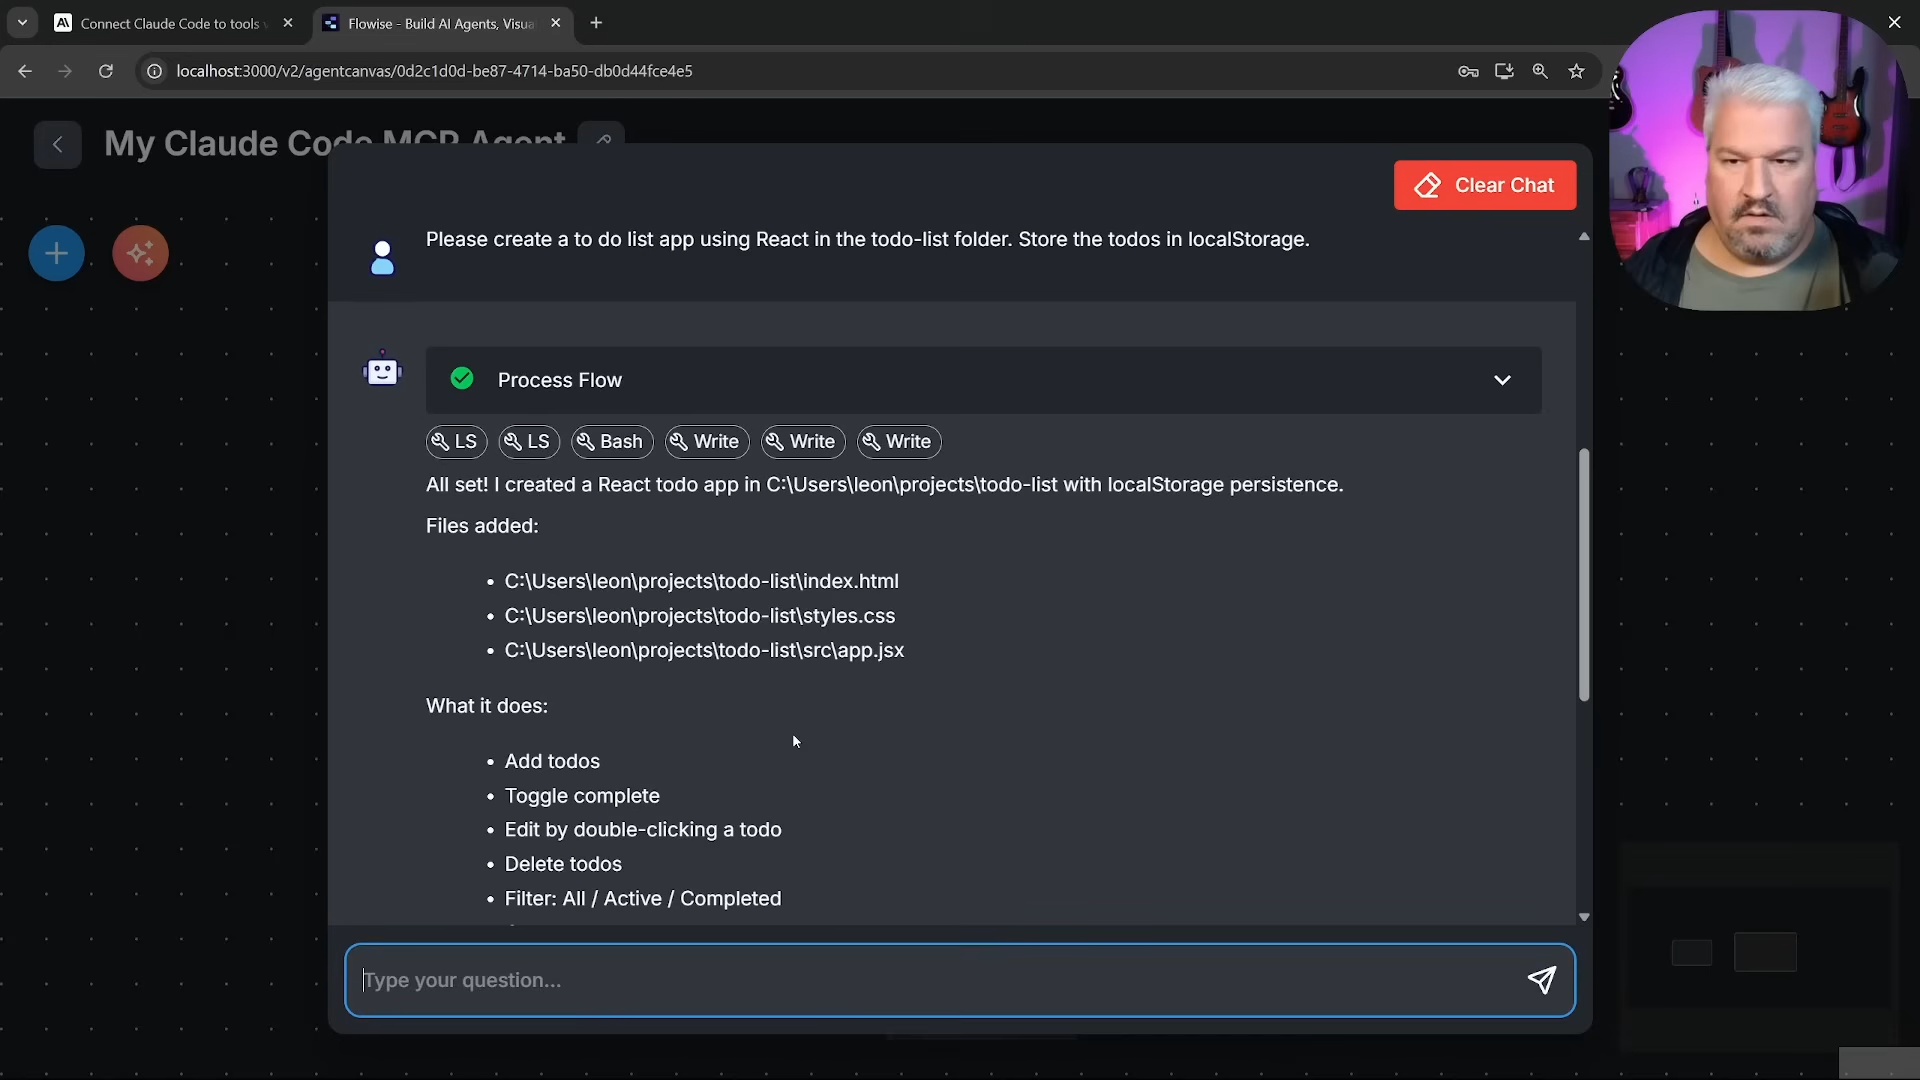 Connect Claude Code to tools
Flowise - Build AI Agents, Visua
localhost:3000/v2/agentcanvas/0d2c1d0d-be87-4714-ba50-db0d44fce4e5
My Claude Code MCP Agent
Clear Chat
Please create a to do list app using React in the todo-list folder. Store the todos in localStorage.
Process Flow
LS LS Bash Write Write Write
All set! I created a React todo app in C:\Users\leon\projects\todo-list with localStorage persistence.
Files added:
• C:\Users\leon\projects\todo-list\index.html
• C:\Users\leon\projects\todo-list\styles.css
• C:\Users\leon\projects\todo-list\src\app.jsx
What it does:
• Add todos
• Toggle complete
• Edit by double-clicking a todo
• Delete todos
• Filter: All / Active / Completed
Type your question...